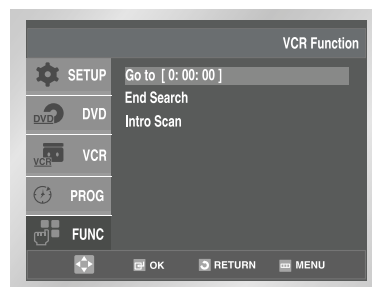 VCR Function
SETUP
Go to [ 0: 00: 00 ]
End Search
DVD DVD
Intro Scan
VCR VCR
PROG
FUNC
OK RETURN MENU